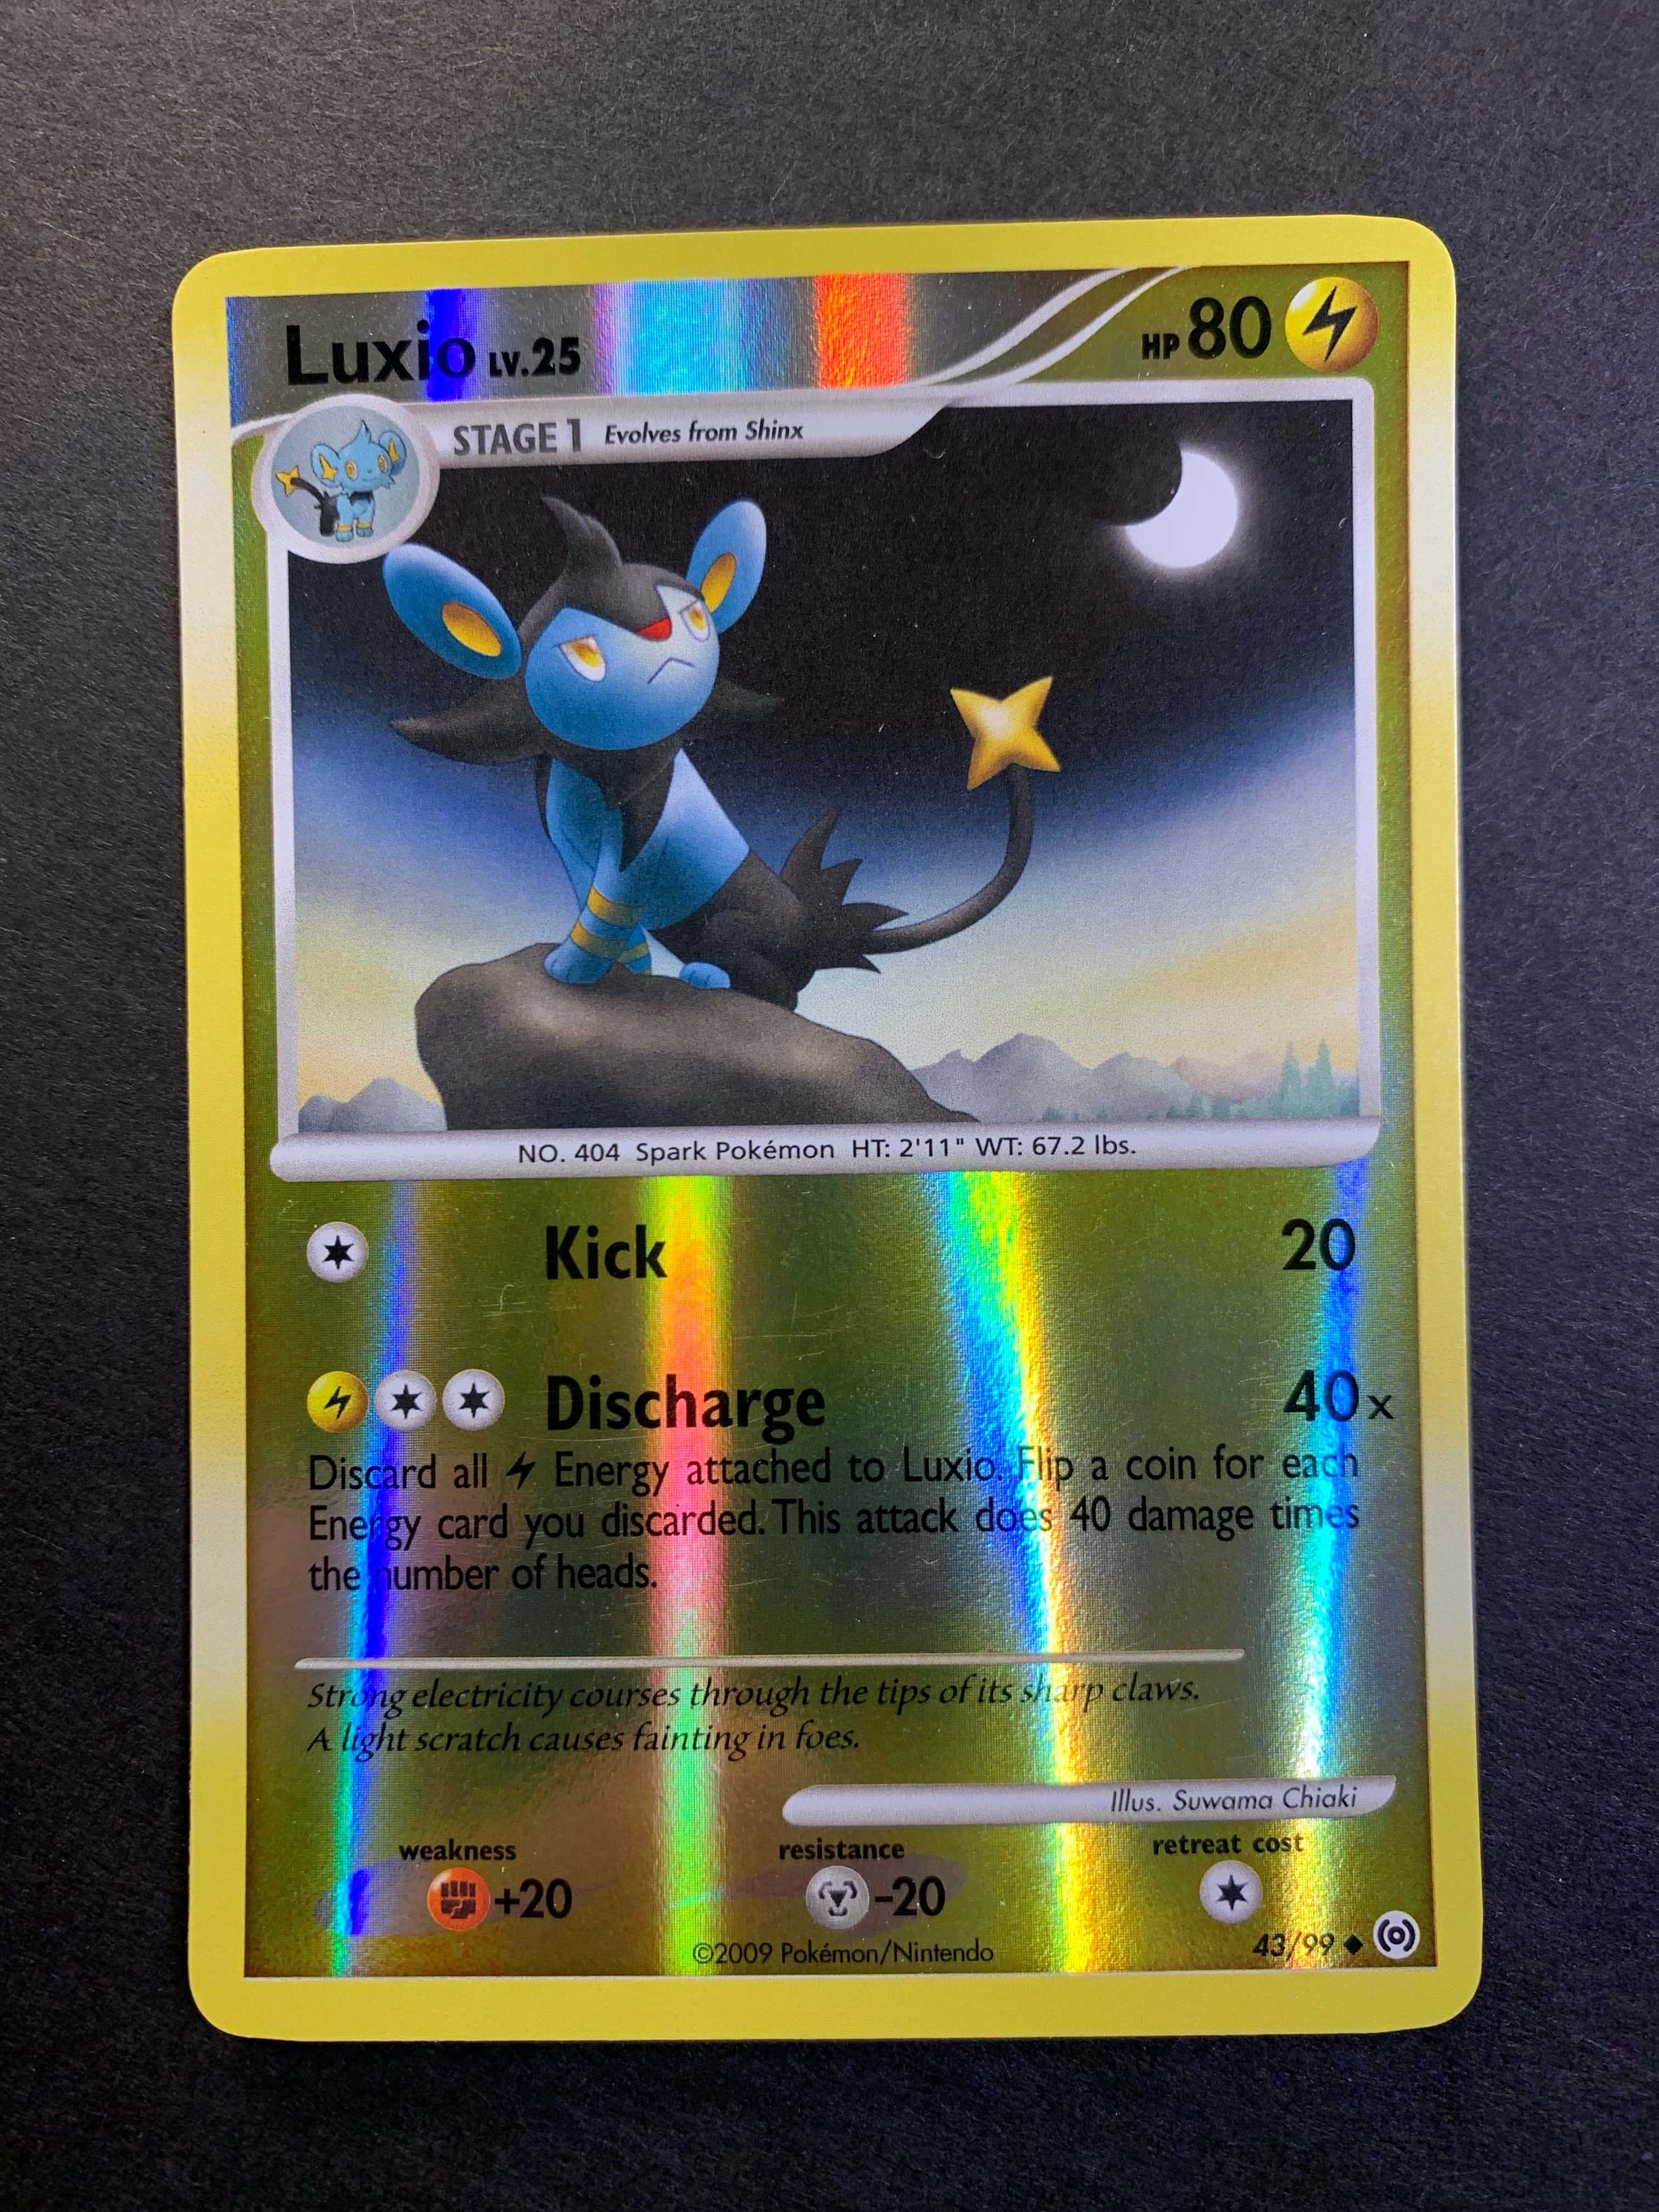 Luxio LV.25 HP 80
STAGE 1 Evolves from Shinx
NO. 404 Spark Pokémon HT: 2'11" WT: 67.2 lbs.
Kick 20
Discharge 40x
Discard all Energy attached to Luxio. Flip a coin for each
Energy card you discarded. This attack does 40 damage times
the number of heads.
Strong electricity courses through the tips of its sharp claws.
A light scratch causes fainting in foes.
Illus. Suwama Chiaki
weakness resistance retreat cost
+20 -20
©2009 Pokémon/Nintendo 43/99